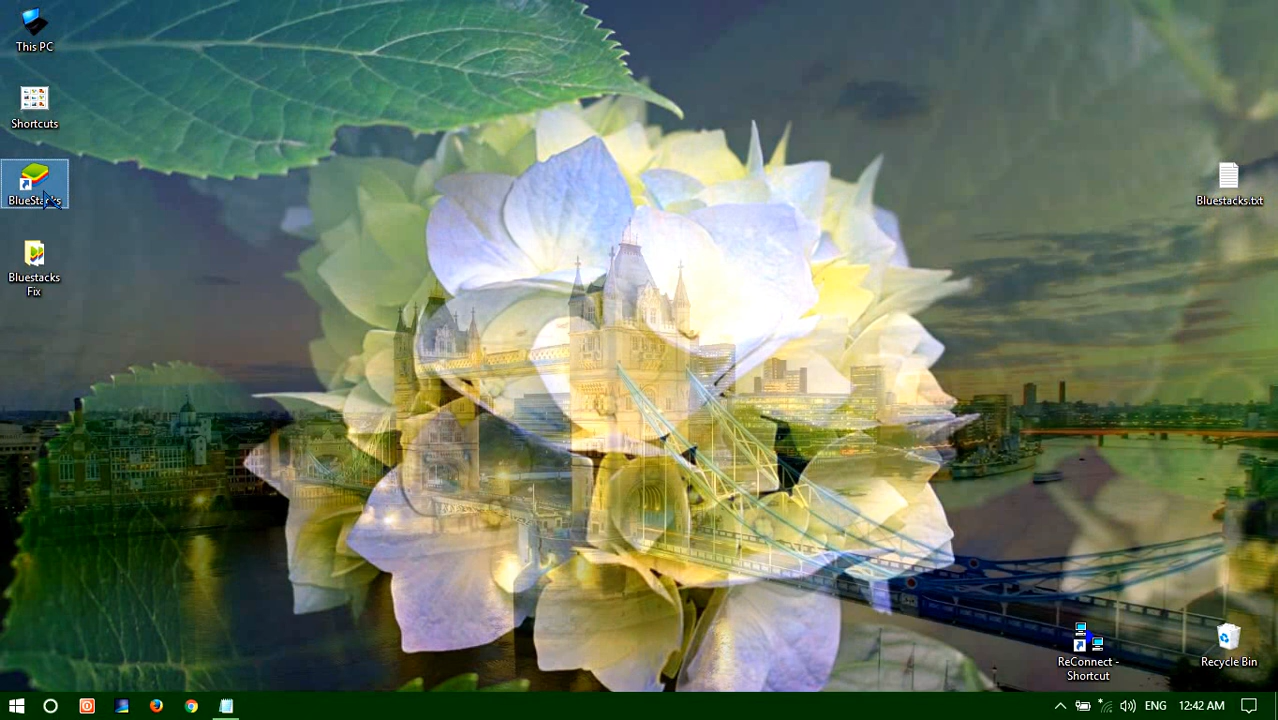 This PC
Shortcuts
BlueStacks
Bluestacks
Fix
Bluestacks.txt
ReConnect -
Shortcut
Recycle Bin
ENG
12:42 AM